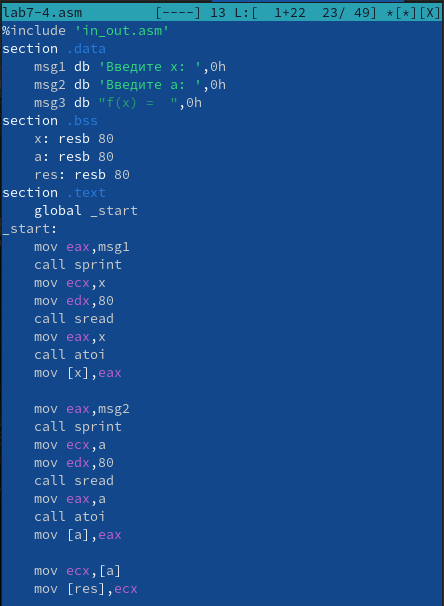 lab7-4.asm [----] 13 L:[ 1+22 23/ 49] *[*][X]
%include 'in_out.asm'
section .data
msg1 db 'Введите x: ',0h
msg2 db 'Введите a: ',0h
msg3 db "f(x) =  ",0h
section .bss
x: resb 80
a: resb 80
res: resb 80
section .text
global _start
_start:
mov eax,msg1
call sprint
mov ecx,x
mov edx,80
call sread
mov eax,x
call atoi
mov [x],eax
mov eax,msg2
call sprint
mov ecx,a
mov edx,80
call sread
mov eax,a
call atoi
mov [a],eax
mov ecx,[a]
mov [res],ecx